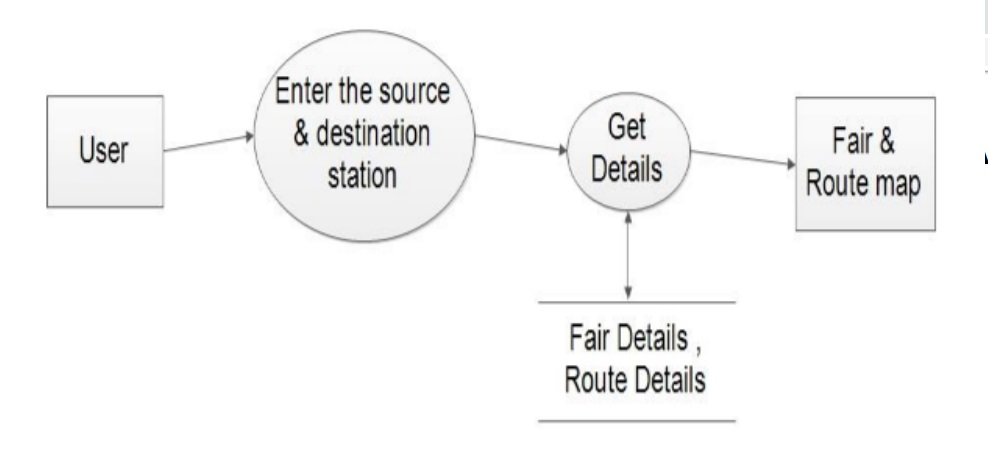 User
Enter the source
& destination
station
Get
Details
Fair &
Route map
Fair Details ,
Route Details